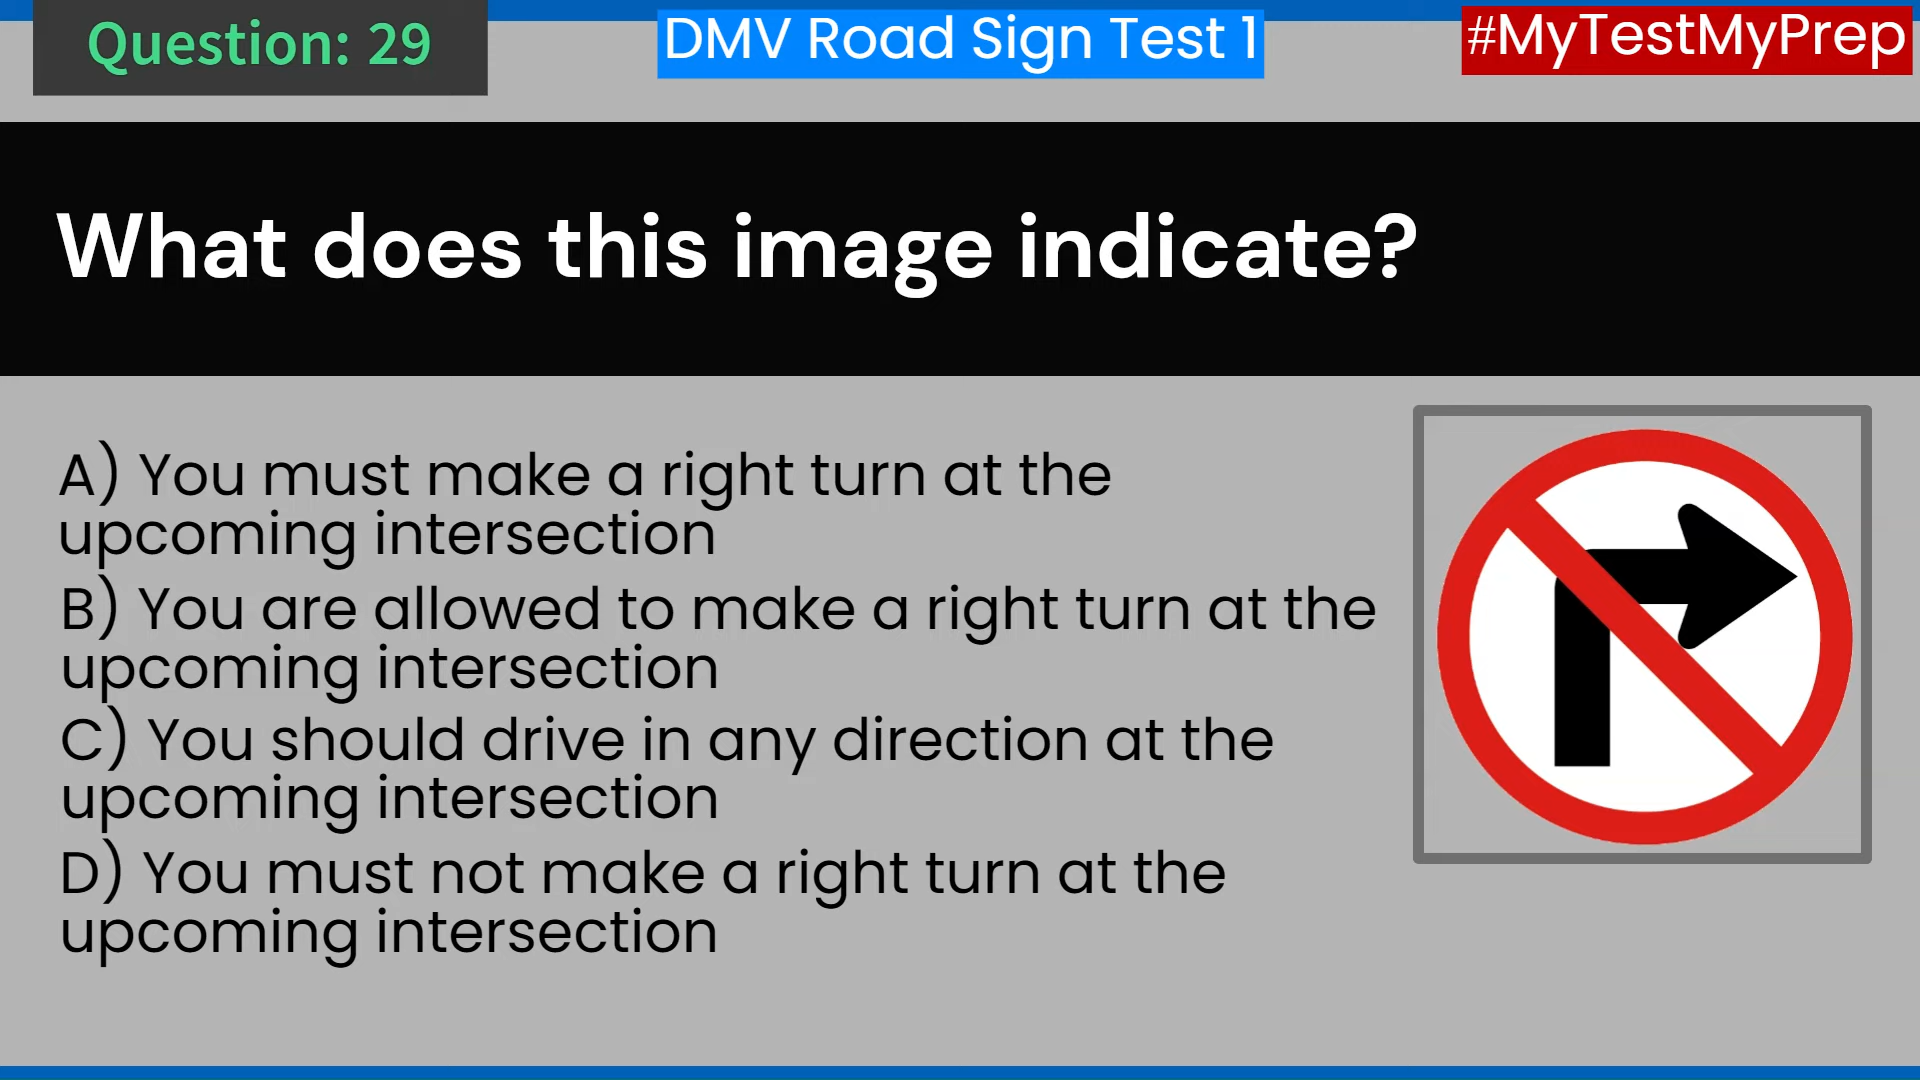 Question: 29
DMV Road Sign Test 1
#MyTestMyPrep
What does this image indicate?
A) You must make a right turn at the
upcoming intersection
B) You are allowed to make a right turn at the
upcoming intersection
C) You should drive in any direction at the
upcoming intersection
D) You must not make a right turn at the
upcoming intersection